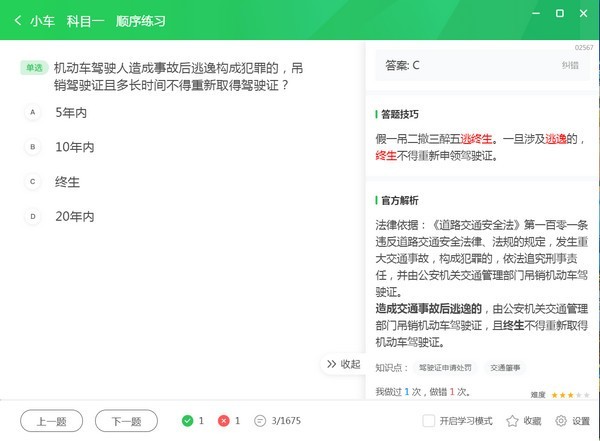 小车 科目一 顺序练习
02567
单选
机动车驾驶人造成事故后逃逸构成犯罪的，吊
销驾驶证且多长时间不得重新取得驾驶证？
A 5年内
B 10年内
C 终生
D 20年内
答案: C
纠错
答题技巧
假一吊二撤三醉五逃终生。一旦涉及逃逸的，
终生不得重新申领驾驶证。
官方解析
法律依据：《道路交通安全法》第一百零一条
违反道路交通安全法律、法规的规定，发生重
大交通事故，构成犯罪的，依法追究刑事责
任，并由公安机关交通管理部门吊销机动车驾
驶证。
造成交通事故后逃逸的，由公安机关交通管理
部门吊销机动车驾驶证，且终生不得重新取得
机动车驾驶证。
收起
知识点： 驾驶证申请处罚 交通肇事
我做过 1 次，做错 1 次。
难度
上一题 下一题 1 1 3/1675 开启学习模式 收藏 设置